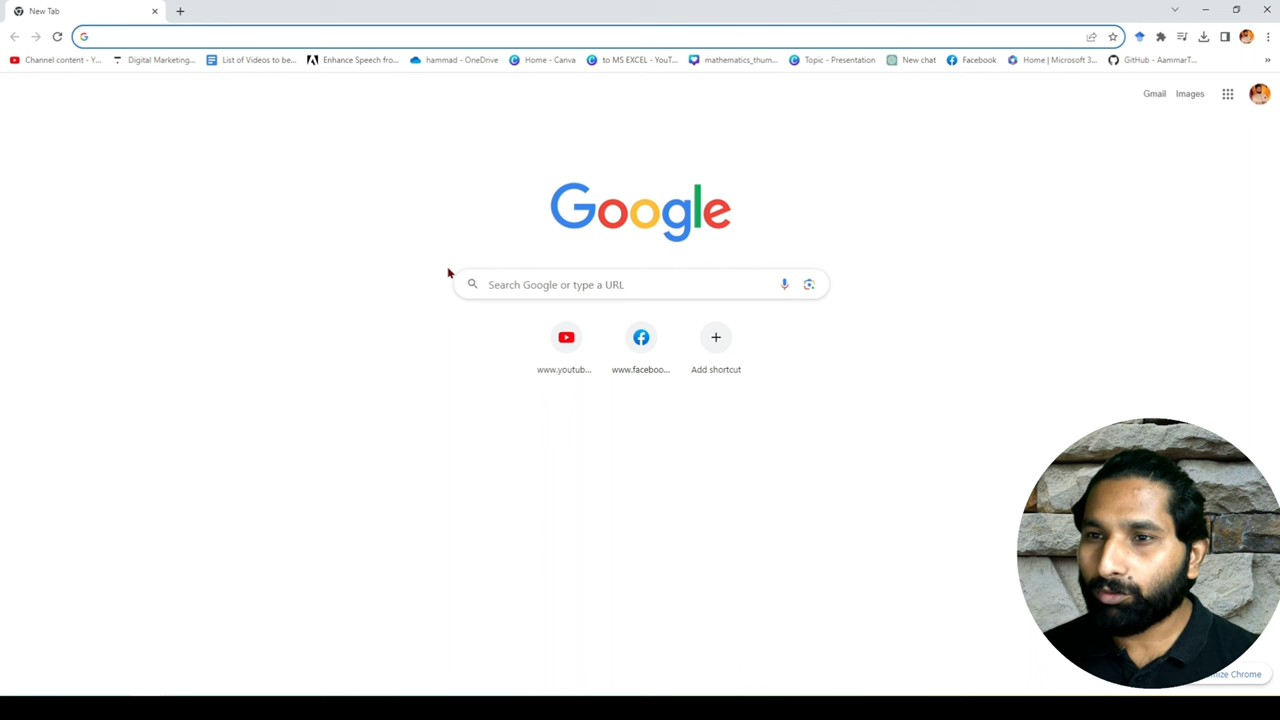 New Tab
Channel content - Y...
Digital Marketing...
List of Videos to be...
Enhance Speech fro...
hammad - OneDrive
Home - Canva
to MS EXCEL - YouT...
mathematics_thum...
Topic - Presentation
New chat
Facebook
Home | Microsoft 3...
GitHub - AammarT...
Gmail
Images
Google
Search Google or type a URL
www.youtub...
www.faceboo...
Add shortcut
Chrome